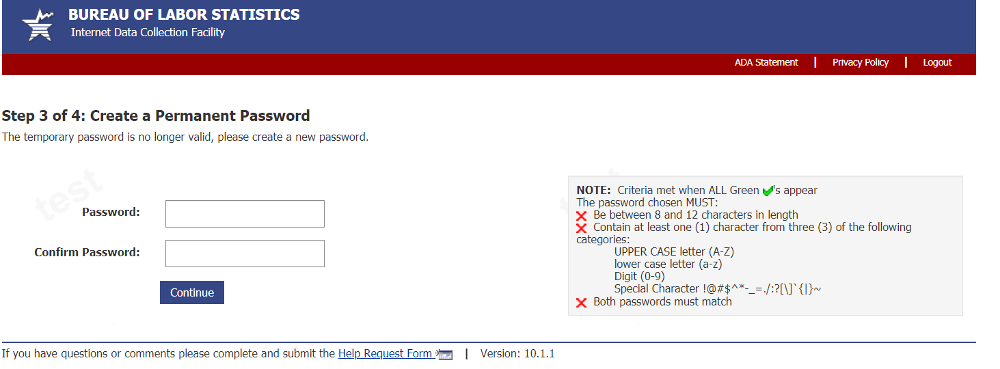 BUREAU OF LABOR STATISTICS
Internet Data Collection Facility
ADA Statement | Privacy Policy | Logout
Step 3 of 4: Create a Permanent Password
The temporary password is no longer valid, please create a new password.
test
Password:
Confirm Password:
Continue
NOTE: Criteria met when ALL Green 's appear
The password chosen MUST:
Be between 8 and 12 characters in length
Contain at least one (1) character from three (3) of the following
categories:
UPPER CASE letter (A-Z)
lower case letter (a-z)
Digit (0-9)
Special Character !@#$^*-_=./:?[\]`{|}~
Both passwords must match
If you have questions or comments please complete and submit the Help Request Form | Version: 10.1.1